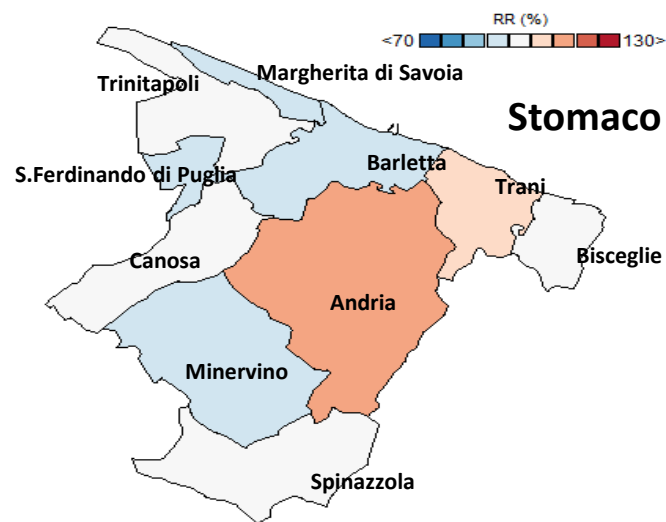 RR (%)
<70 130>
Stomaco
Margherita di Savoia
Trinitapoli
Barletta
S.Ferdinando di Puglia
Trani
Bisceglie
Canosa
Andria
Minervino
Spinazzola